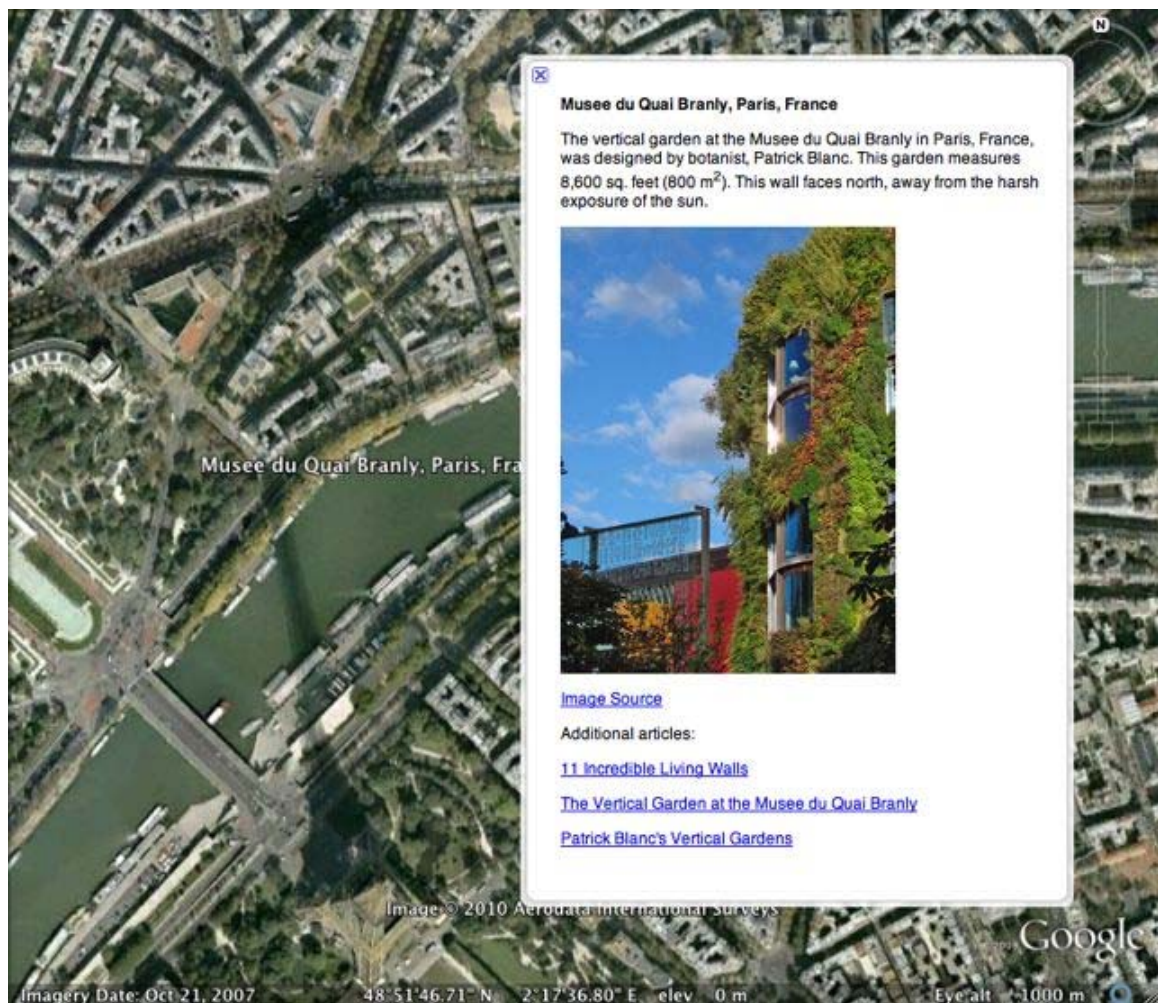 N
Musee du Quai Branly, Paris, France
The vertical garden at the Musee du Quai Branly in Paris, France,
was designed by botanist, Patrick Blanc. This garden measures
8,600 sq. feet (800 m²). This wall faces north, away from the harsh
exposure of the sun.
Musee du Quai Branly, Paris, Fra
Image Source
Additional articles:
11 Incredible Living Walls
The Vertical Garden at the Musee du Quai Branly
Patrick Blanc's Vertical Gardens
Image © 2010 Aerodata International Surveys
Google
Imagery Date: Oct 21, 2007 48°51'46.71" N 2°17'36.80" E elev 0 m Eye alt 1000 m